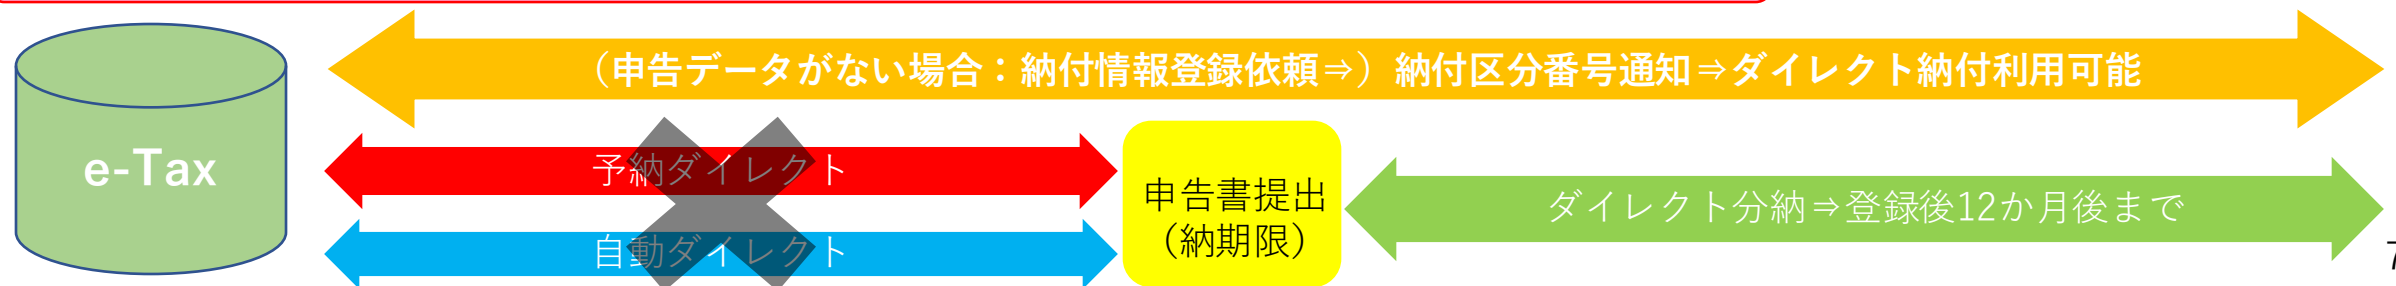 （申告データがない場合：納付情報登録依頼⇒）納付区分番号通知⇒ダイレクト納付利用可能
e-Tax
予納ダイレクト
自動ダイレクト
申告書提出
（納期限）
ダイレクト分納⇒登録後12か月後まで